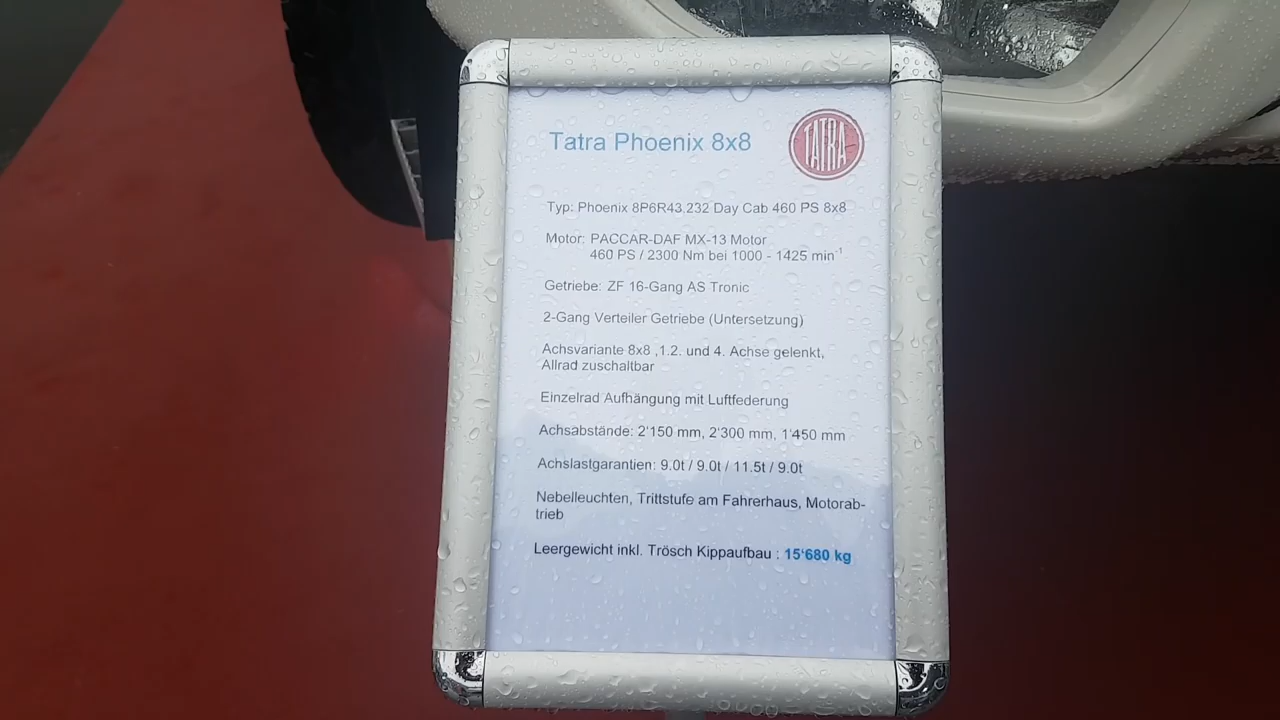 Tatra Phoenix 8x8
TATRA
Typ: Phoenix 8P6R43.232 Day Cab 460 PS 8x8
Motor: PACCAR-DAF MX-13 Motor
460 PS / 2300 Nm bei 1000 - 1425 min⁻¹
Getriebe: ZF 16-Gang AS Tronic
2-Gang Verteiler Getriebe (Untersetzung)
Achsvariante 8x8 ,1.2. und 4. Achse gelenkt,
Allrad zuschaltbar
Einzelrad Aufhängung mit Luftfederung
Achsabstände: 2'150 mm, 2'300 mm, 1'450 mm
Achslastgarantien: 9.0t / 9.0t / 11.5t / 9.0t
Nebelleuchten, Trittstufe am Fahrerhaus, Motorab-
trieb
Leergewicht inkl. Trösch Kippaufbau : 15'680 kg